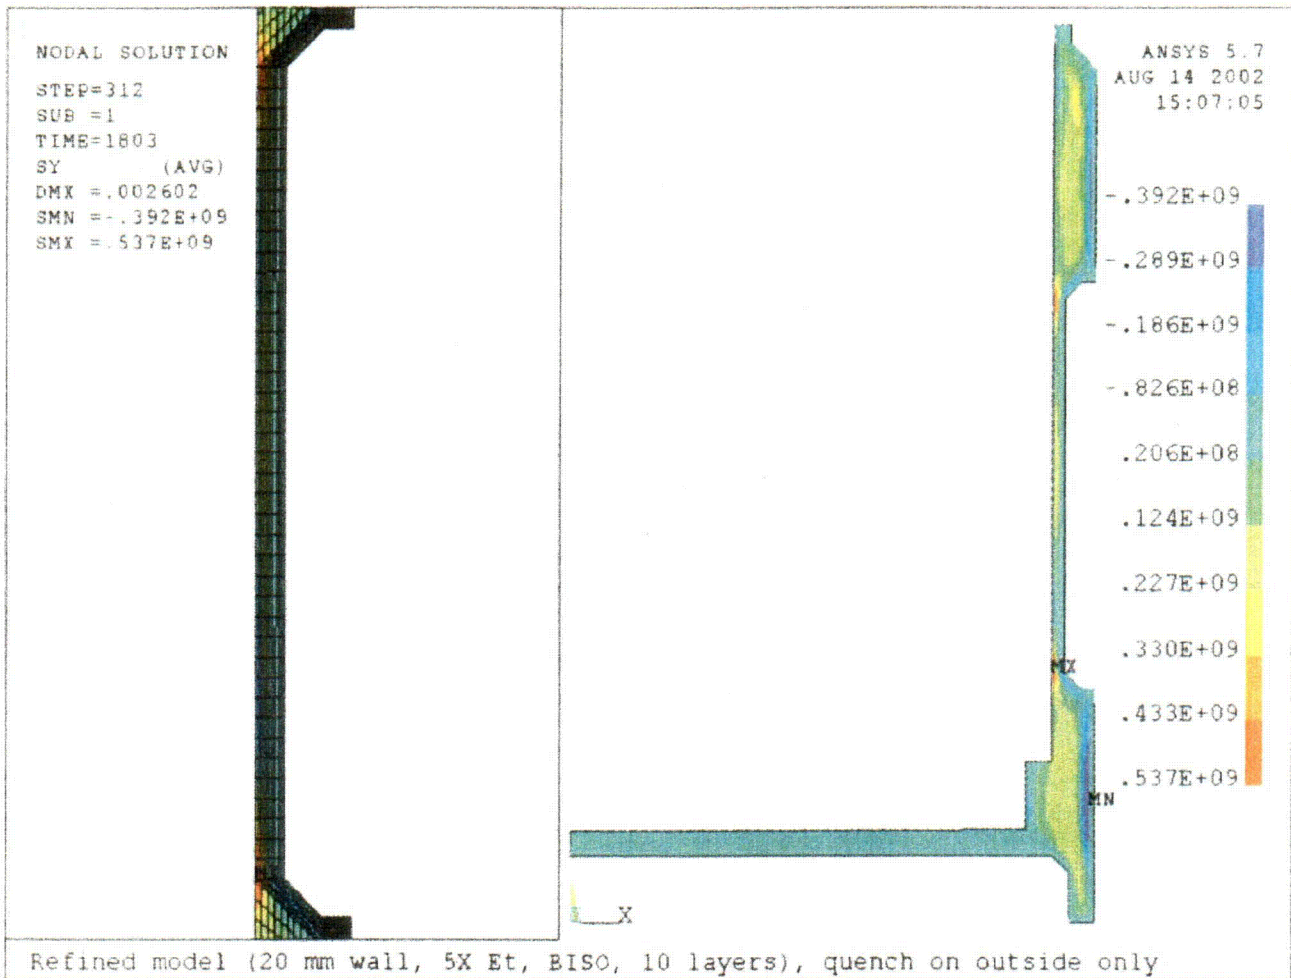 NODAL SOLUTION
STEP=312
SUB =1
TIME=1803
SY (AVG)
DMX =.002602
SMN =-.392E+09
SMX =.537E+09
ANSYS 5.7
AUG 14 2002
15:07:05
-.392E+09
-.289E+09
-.186E+09
-.826E+08
.206E+08
.124E+09
.227E+09
.330E+09
.433E+09
.537E+09
MX
MN
X
Refined model (20 mm wall, 5X Et, BISO, 10 layers), quench on outside only